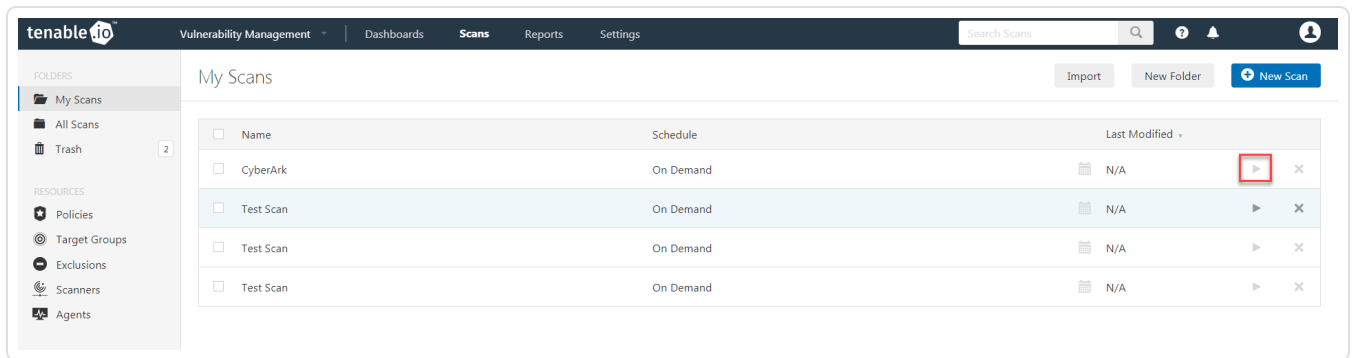 tenable.io™ Vulnerability Management Dashboards Scans Reports Settings Search Scans
FOLDERS
My Scans
All Scans
Trash 2
RESOURCES
Policies
Target Groups
Exclusions
Scanners
Agents
My Scans Import New Folder New Scan
Name Schedule Last Modified
CyberArk On Demand N/A
Test Scan On Demand N/A
Test Scan On Demand N/A
Test Scan On Demand N/A